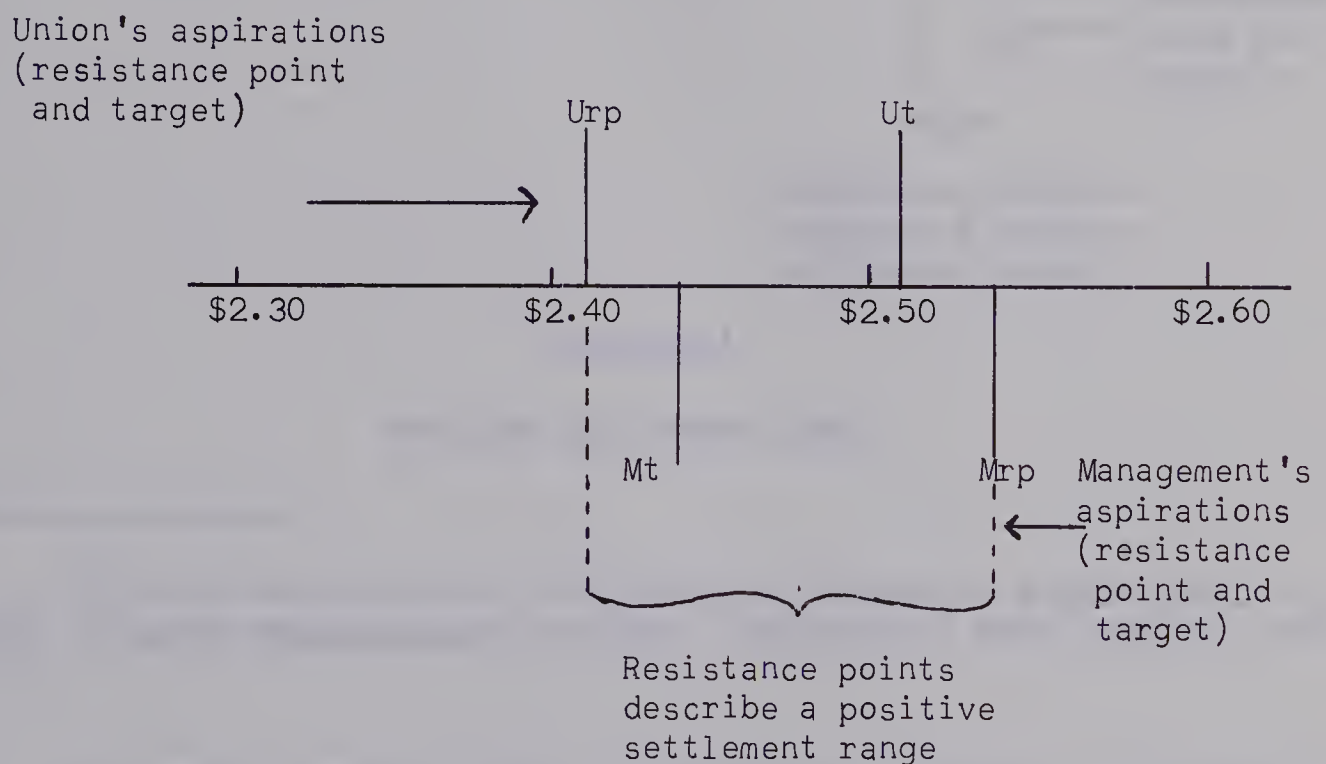 Union's aspirations
(resistance point
and target)
Urp
Ut
$2.30
$2.40
$2.50
$2.60
Mt
Mrp
Management's
aspirations
(resistance
point and
target)
Resistance points
describe a positive
settlement range